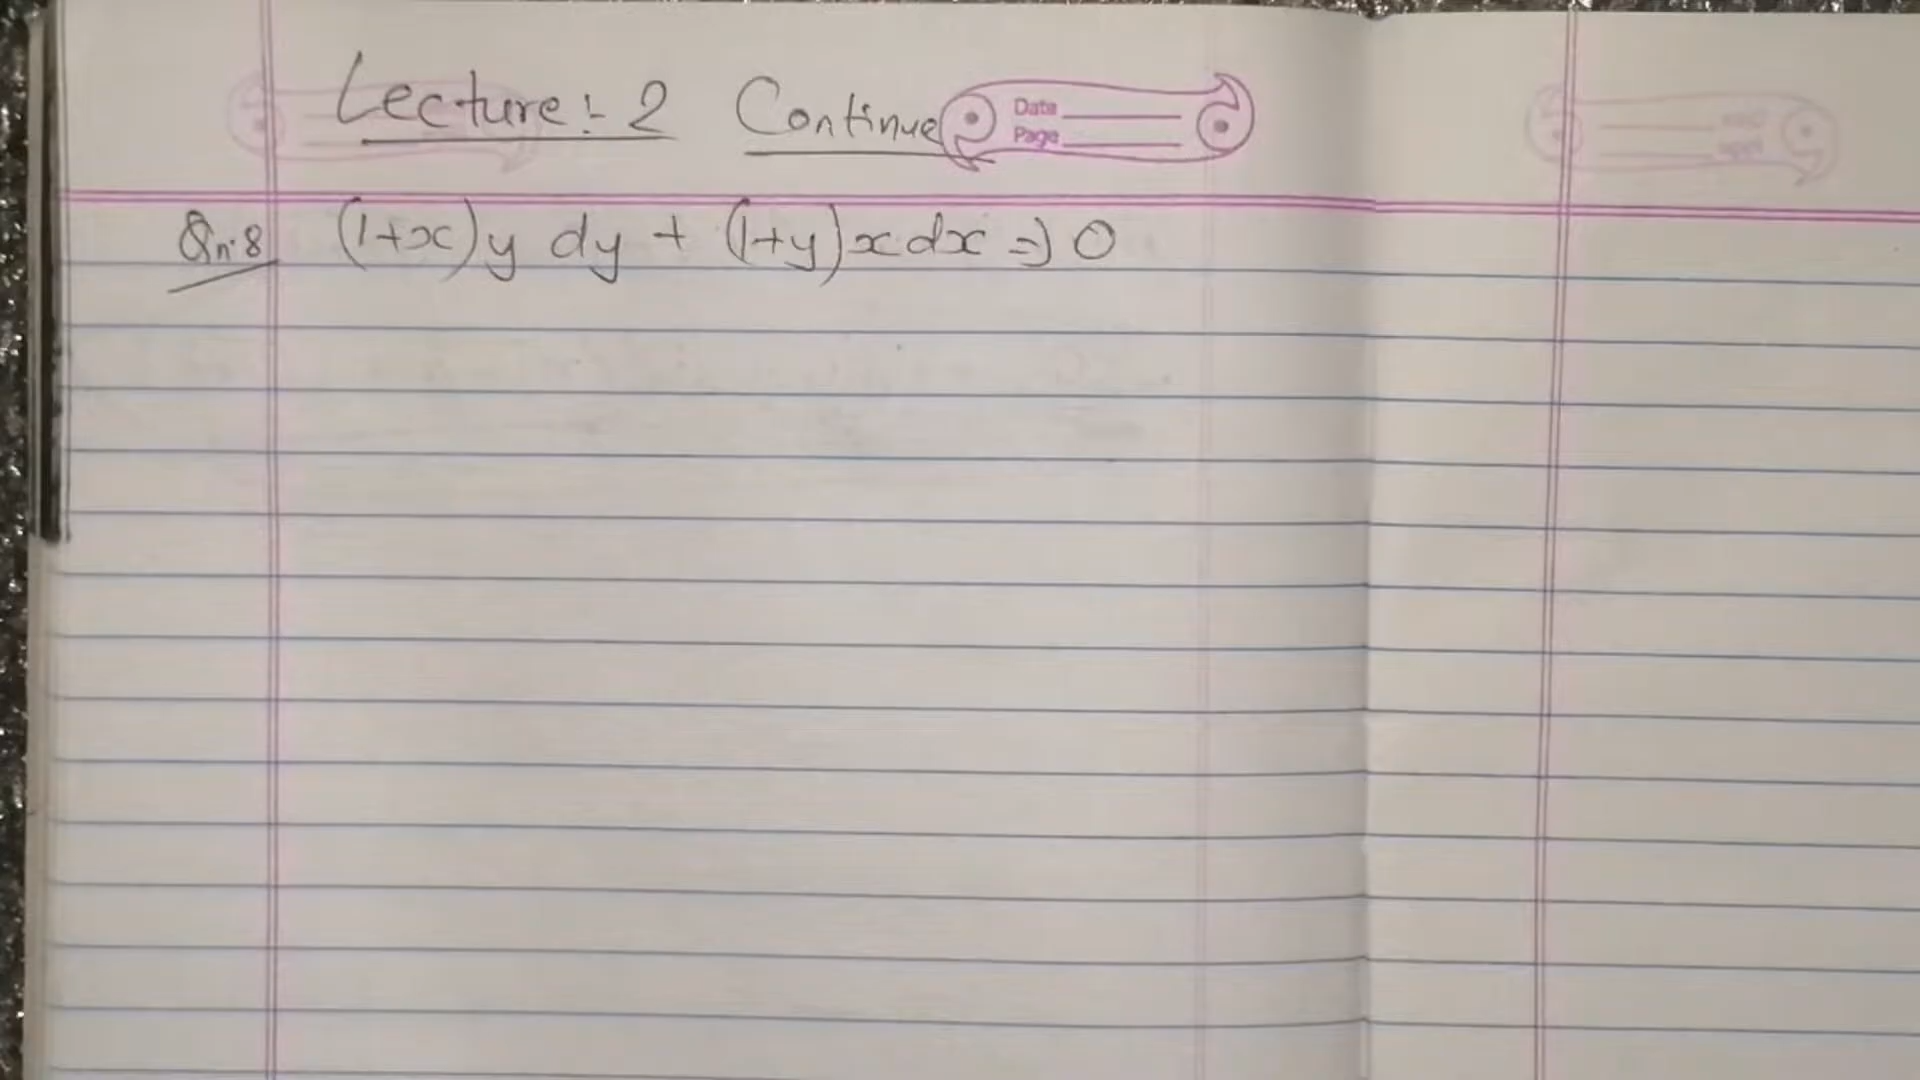 Lecture:- 2 Continue
Date
Page
Qn.8 (1+x)y dy + (1+y)x dx => 0